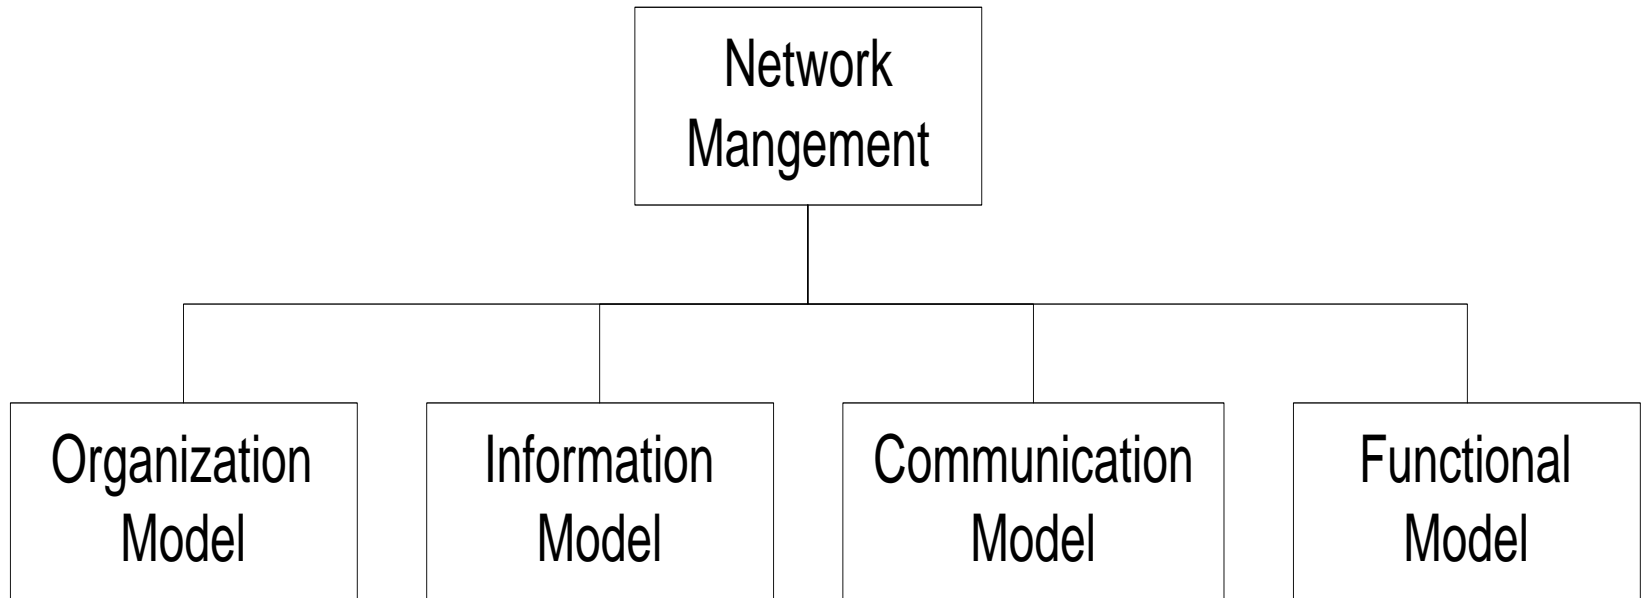 Network
Mangement
Organization
Model
Information
Model
Communication
Model
Functional
Model